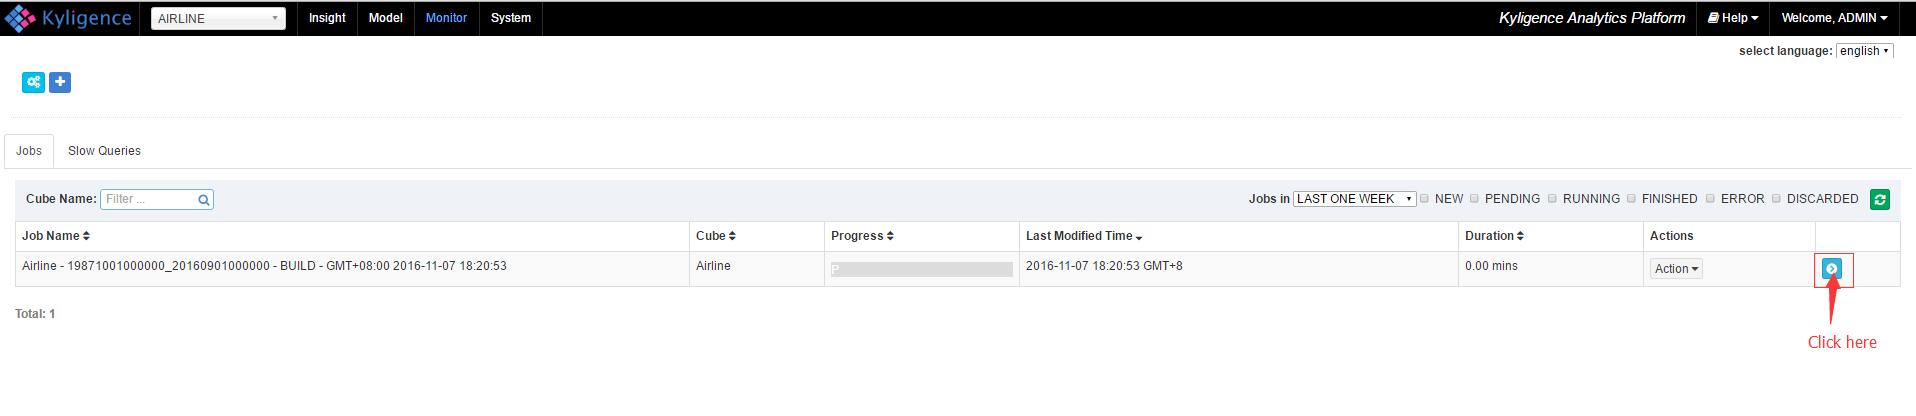 Kyligence AIRLINE Insight Model Monitor System Kyligence Analytics Platform Help Welcome, ADMIN
select language: english
Jobs Slow Queries
Cube Name: Filter ... Jobs in LAST ONE WEEK NEW PENDING RUNNING FINISHED ERROR DISCARDED
Job Name Cube Progress Last Modified Time Duration Actions
Airline - 19871001000000_20160901000000 - BUILD - GMT+08:00 2016-11-07 18:20:53 Airline P 2016-11-07 18:20:53 GMT+8 0.00 mins Action
Total: 1
Click here